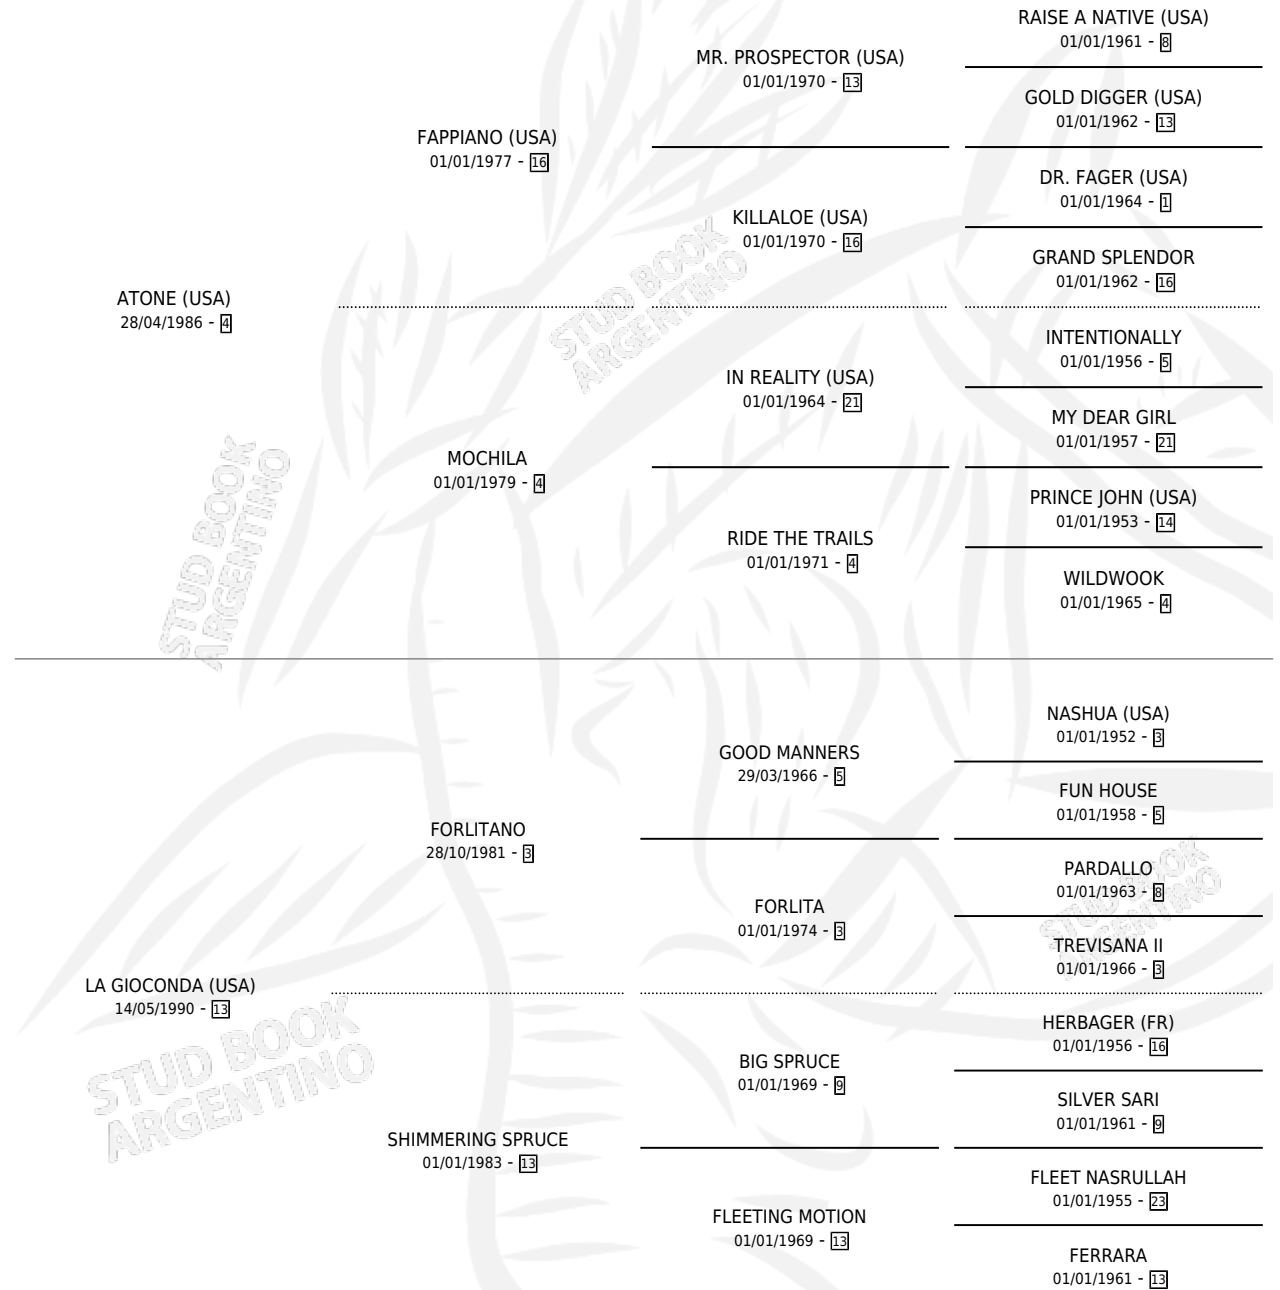 RAISE A NATIVE (USA)
01/01/1961 - 8
MR. PROSPECTOR (USA)
01/01/1970 - 13
GOLD DIGGER (USA)
01/01/1962 - 13
FAPPIANO (USA)
01/01/1977 - 16
DR. FAGER (USA)
01/01/1964 - 1
KILLALOE (USA)
01/01/1970 - 16
GRAND SPLENDOR
01/01/1962 - 16
ATONE (USA)
28/04/1986 - 4
INTENTIONALLY
01/01/1956 - 5
IN REALITY (USA)
01/01/1964 - 21
MY DEAR GIRL
01/01/1957 - 21
MOCHILA
01/01/1979 - 4
PRINCE JOHN (USA)
01/01/1953 - 14
RIDE THE TRAILS
01/01/1971 - 4
WILDWOOK
01/01/1965 - 4
STUD BOOK
ARGENTINO
STUD BOOK
ARGENTINO
NASHUA (USA)
01/01/1952 - 3
GOOD MANNERS
29/03/1966 - 5
FUN HOUSE
01/01/1958 - 5
FORLITANO
28/10/1981 - 3
PARDALLO
01/01/1963 - 8
FORLITA
01/01/1974 - 3
TREVISANA II
01/01/1966 - 3
LA GIOCONDA (USA)
14/05/1990 - 13
HERBAGER (FR)
01/01/1956 - 16
BIG SPRUCE
01/01/1969 - 9
SILVER SARI
01/01/1961 - 9
SHIMMERING SPRUCE
01/01/1983 - 13
FLEET NASRULLAH
01/01/1955 - 23
FLEETING MOTION
01/01/1969 - 13
FERRARA
01/01/1961 - 13
STUD BOOK
ARGENTINO
STUD BOOK
ARGENTINO